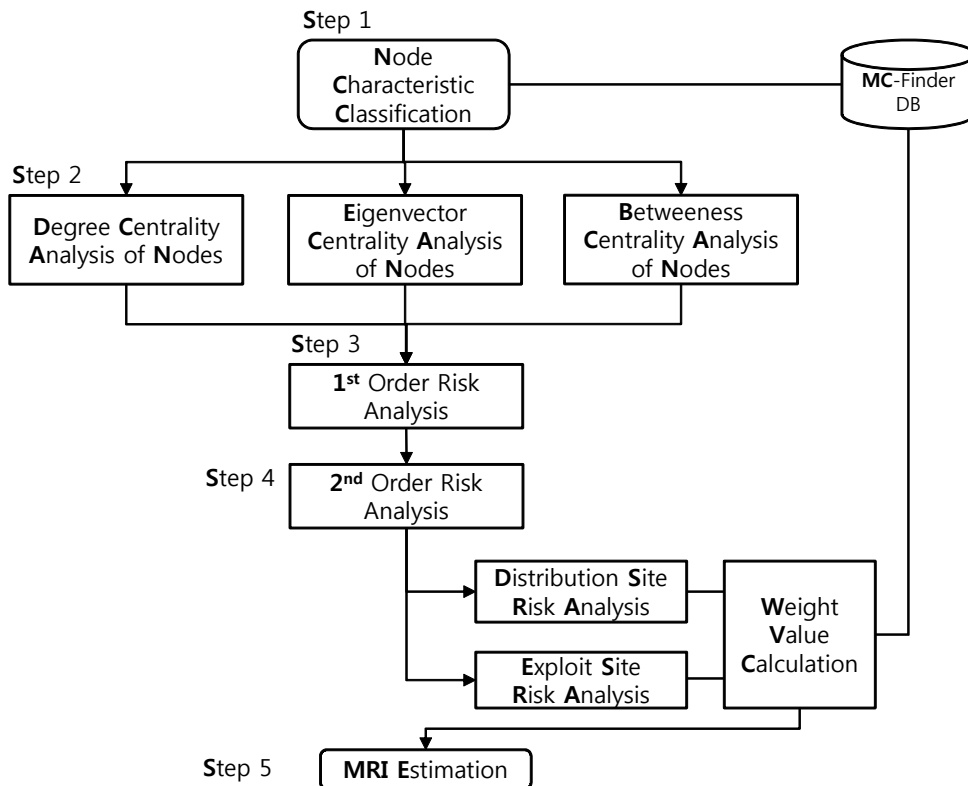 Step 1
Node
Characteristic
Classification
MC-Finder
DB
Step 2
Degree Centrality
Analysis of Nodes
Eigenvector
Centrality Analysis
of Nodes
Betweeness
Centrality Analysis
of Nodes
Step 3
1st Order Risk
Analysis
Step 4
2nd Order Risk
Analysis
Distribution Site
Risk Analysis
Exploit Site
Risk Analysis
Weight
Value
Calculation
Step 5
MRI Estimation